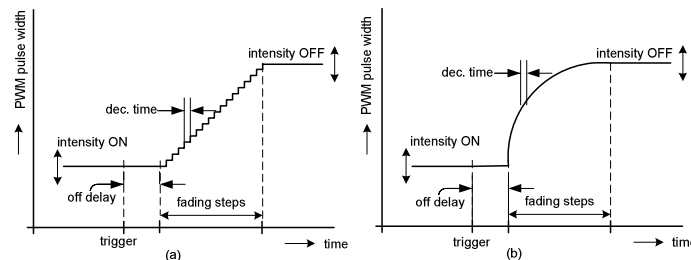 PWM pulse width
intensity OFF
dec. time
intensity ON
off delay
fading steps
trigger
time
(a)
PWM pulse width
intensity OFF
dec. time
intensity ON
off delay
fading steps
trigger
(b)